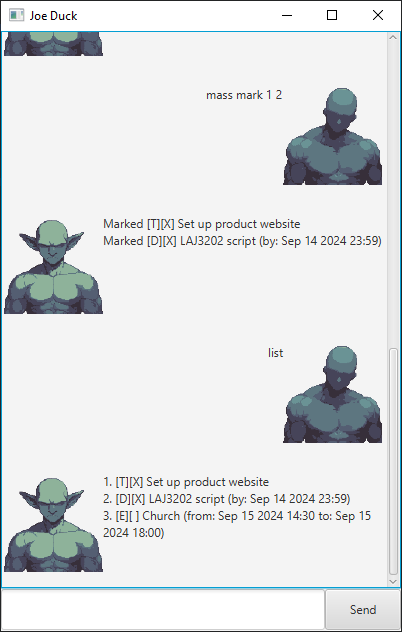 Joe Duck
mass mark 1 2
Marked [T][X] Set up product website
Marked [D][X] LAJ3202 script (by: Sep 14 2024 23:59)
list
1. [T][X] Set up product website
2. [D][X] LAJ3202 script (by: Sep 14 2024 23:59)
3. [E][ ] Church (from: Sep 15 2024 14:30 to: Sep 15
2024 18:00)
Send